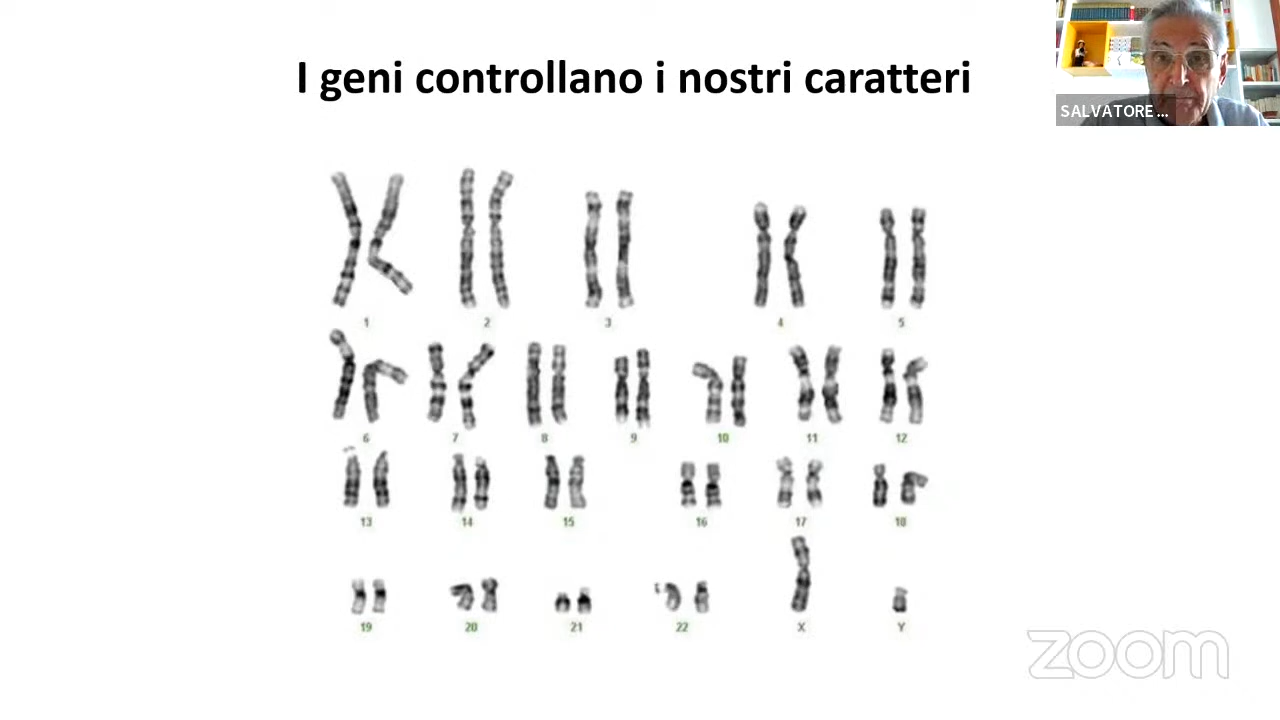 I geni controllano i nostri caratteri
SALVATORE ...
1 2 3 4 5
6 7 8 9 10 11 12
13 14 15 16 17 18
19 20 21 22 X Y
zoom